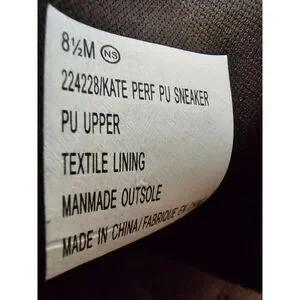 8½M NS
224228/KATE PERF PU SNEAKER
PU UPPER
TEXTILE LINING
MANMADE OUTSOLE
MADE IN CHINA/FABRIQUE EN